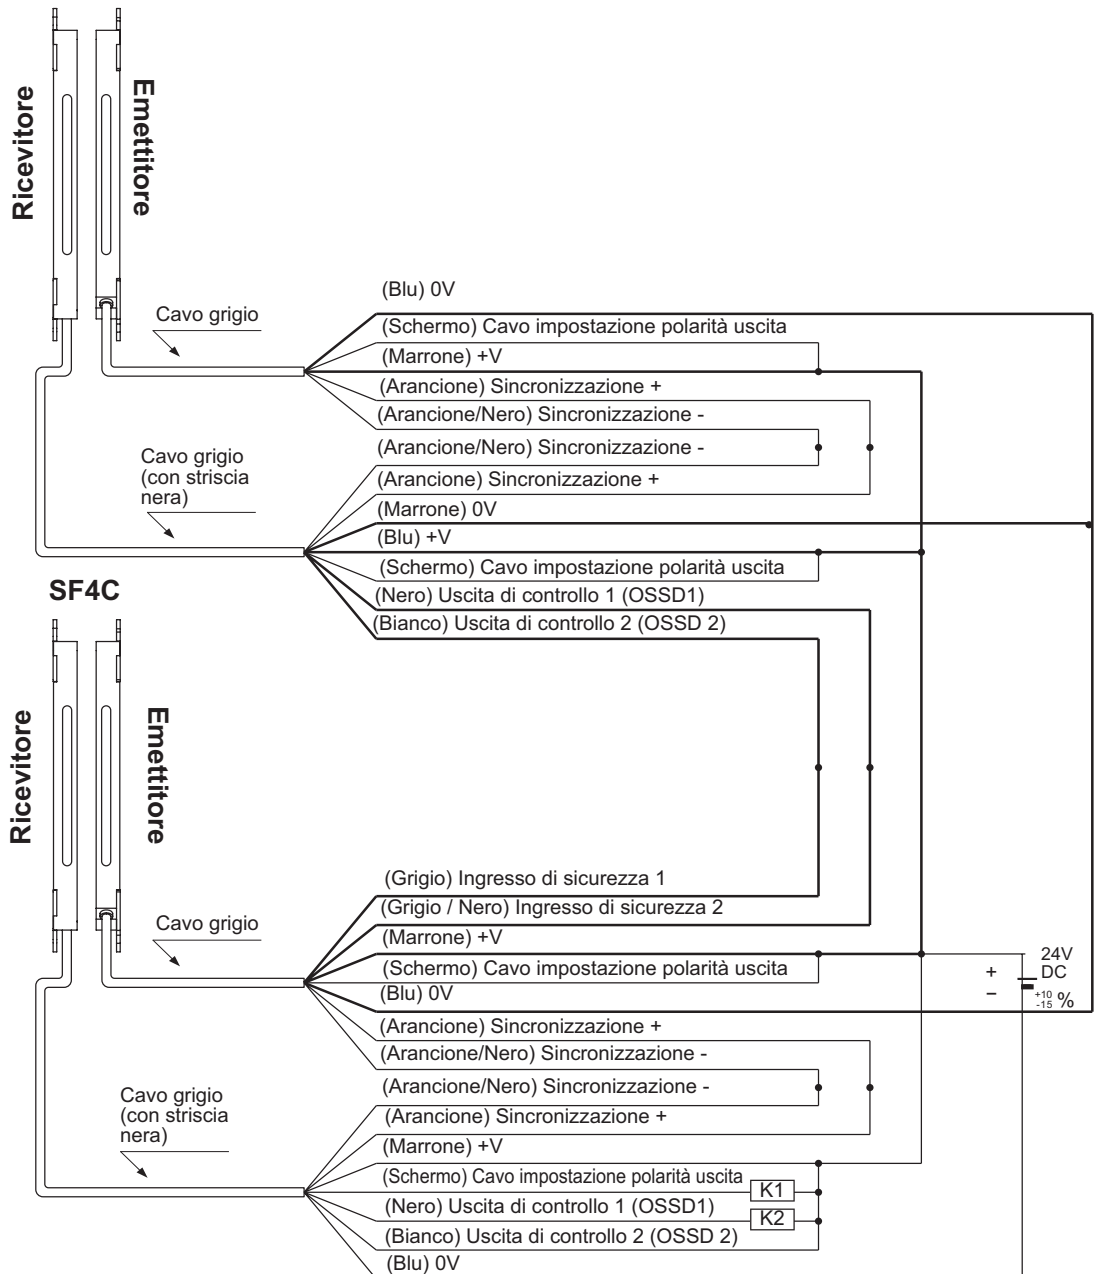 Ricevitore
Emettitore
(Blu) 0V
Cavo grigio
(Schermo) Cavo impostazione polarità uscita
(Marrone) +V
(Arancione) Sincronizzazione +
(Arancione/Nero) Sincronizzazione -
(Arancione/Nero) Sincronizzazione -
Cavo grigio
(con striscia
nera)
(Arancione) Sincronizzazione +
(Marrone) 0V
(Blu) +V
(Schermo) Cavo impostazione polarità uscita
SF4C
(Nero) Uscita di controllo 1 (OSSD1)
(Bianco) Uscita di controllo 2 (OSSD 2)
Ricevitore
Emettitore
(Grigio) Ingresso di sicurezza 1
(Grigio / Nero) Ingresso di sicurezza 2
Cavo grigio
(Marrone) +V
(Schermo) Cavo impostazione polarità uscita
(Blu) 0V
24V
+ DC
− +10 -15 %
(Arancione) Sincronizzazione +
(Arancione/Nero) Sincronizzazione -
(Arancione/Nero) Sincronizzazione -
Cavo grigio
(con striscia
nera)
(Arancione) Sincronizzazione +
(Marrone) +V
(Schermo) Cavo impostazione polarità uscita
K1
(Nero) Uscita di controllo 1 (OSSD1)
K2
(Bianco) Uscita di controllo 2 (OSSD 2)
(Blu) 0V